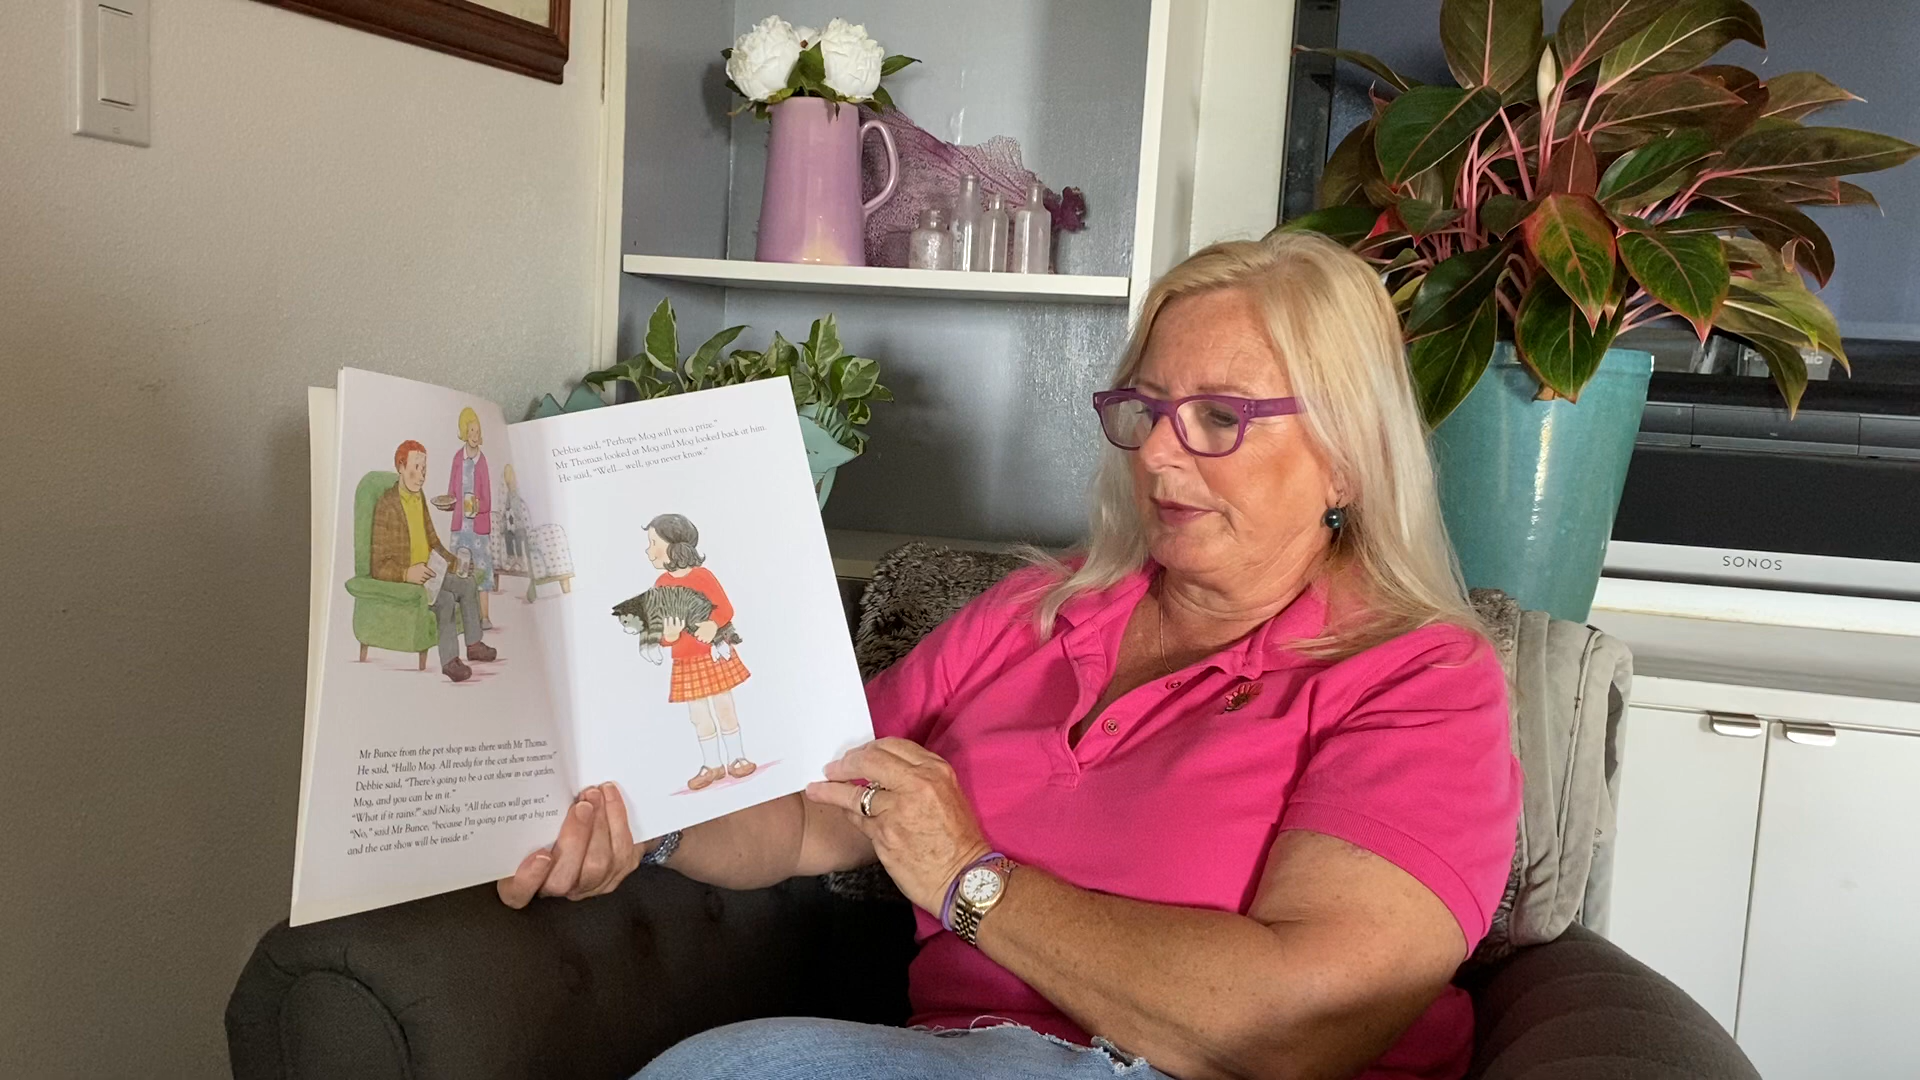 Mr Bunce from the pet shop was there with Mr Thomas.
He said, "Hullo Mog. All ready for the cat show tomorrow?"
Debbie said, "There's going to be a cat show in our garden,
Mog, and you can be in it."
"What if it rains?" said Nicky. "All the cats will get wet."
"No," said Mr Bunce, "because I'm going to put up a big tent
and the cat show will be inside it."
Debbie said, "Perhaps Mog will win a prize."
Mr Thomas looked at Mog and Mog looked back at him.
He said, "Well... well, you never know."
SONOS